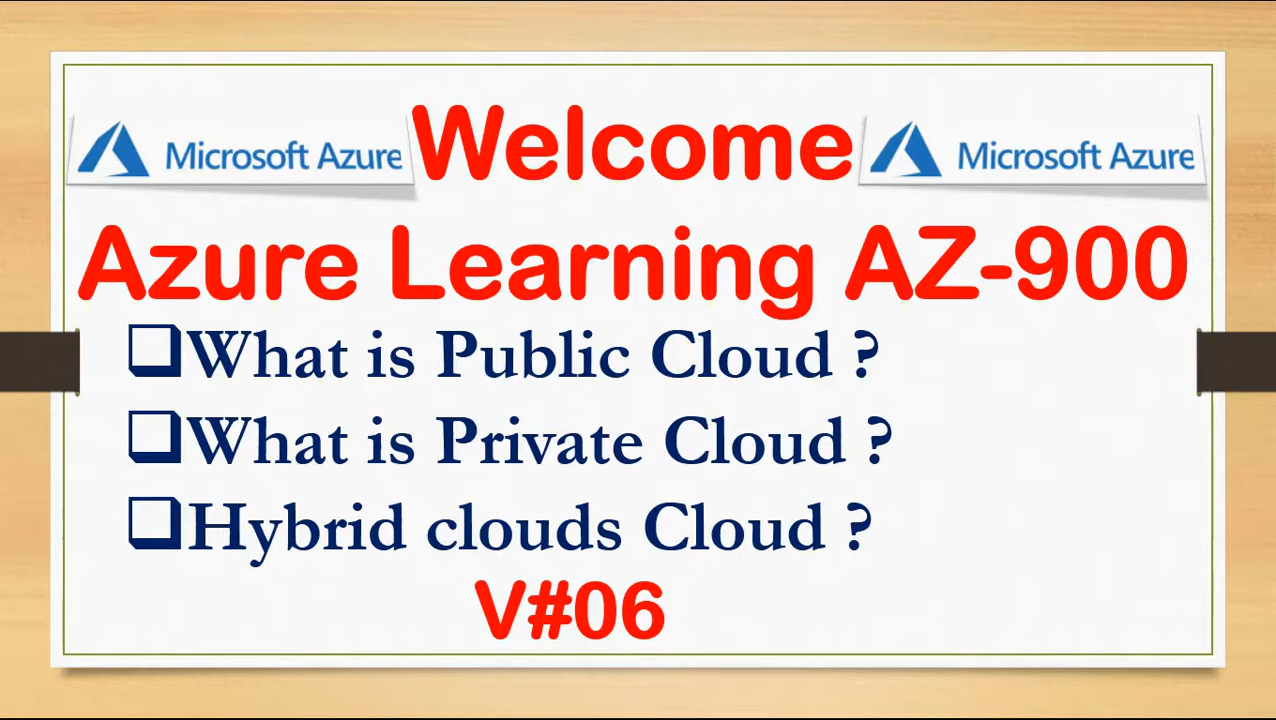 Microsoft Azure Welcome Microsoft Azure
Azure Learning AZ-900
❑What is Public Cloud ?
❑What is Private Cloud ?
❑Hybrid clouds Cloud ?
V#06